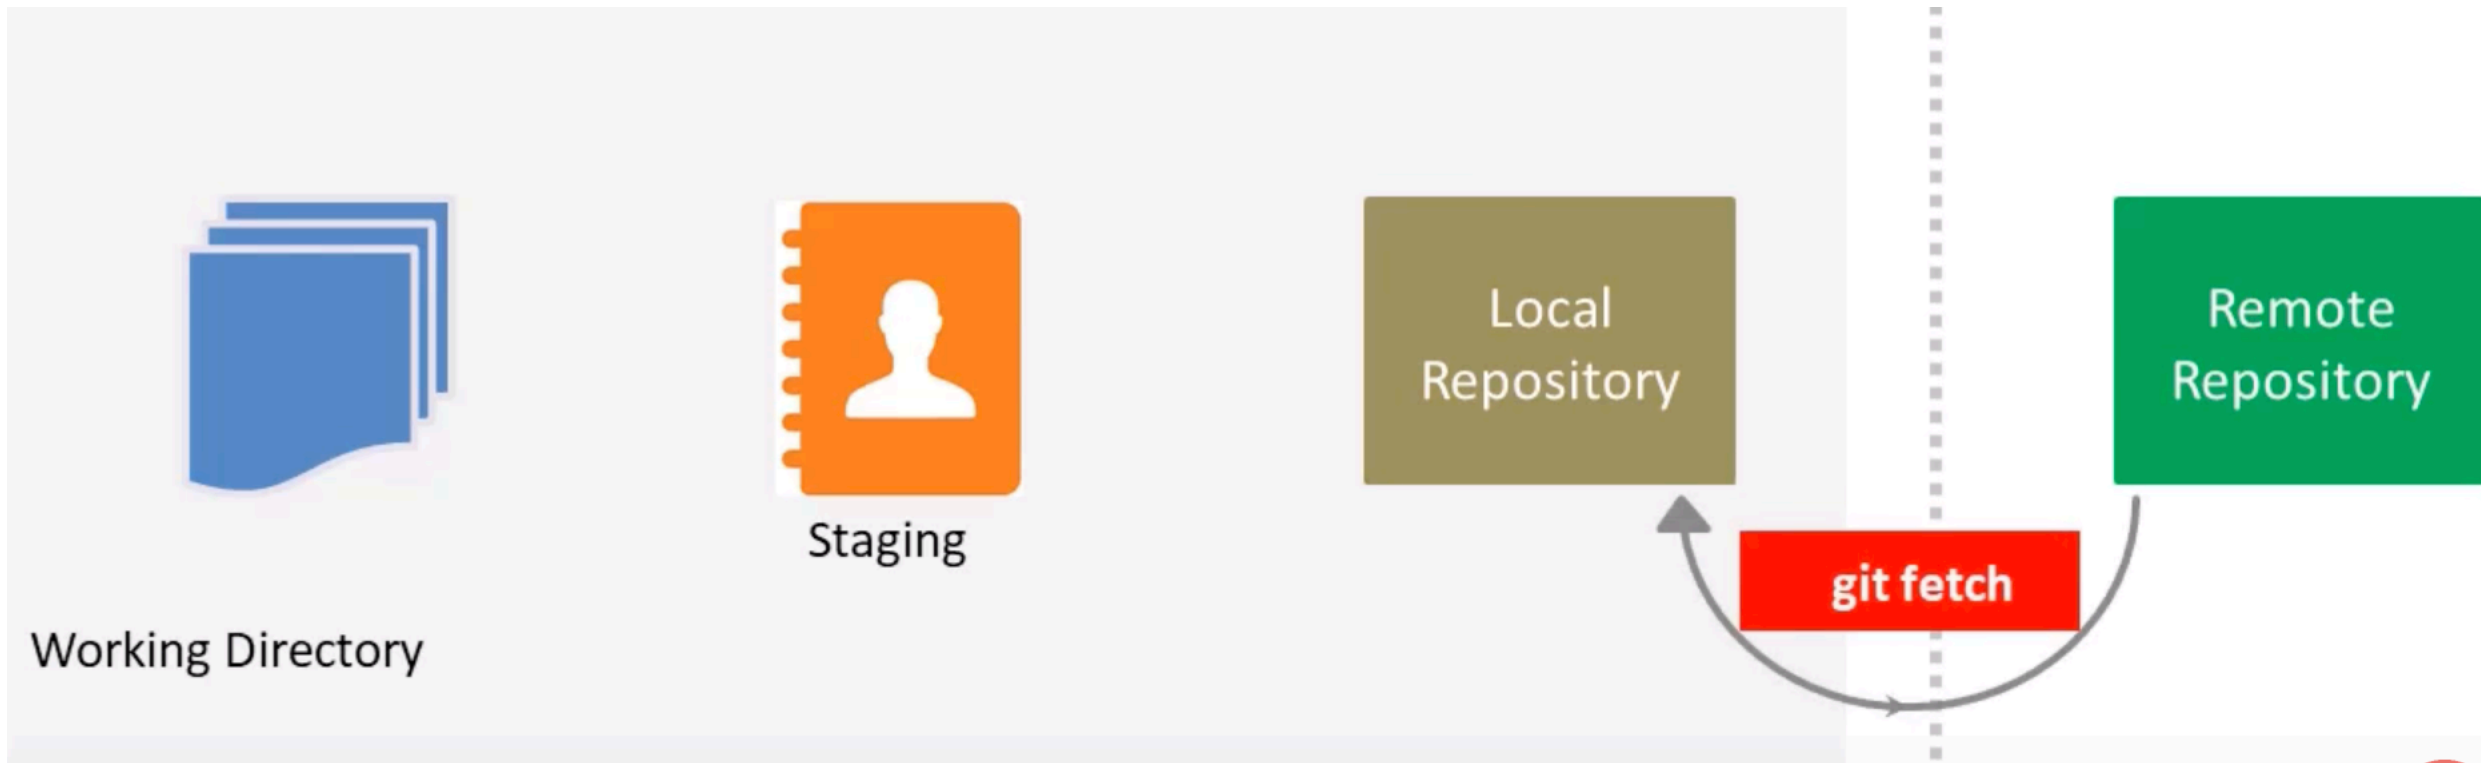 Local
Repository
Remote
Repository
Staging
git fetch
Working Directory